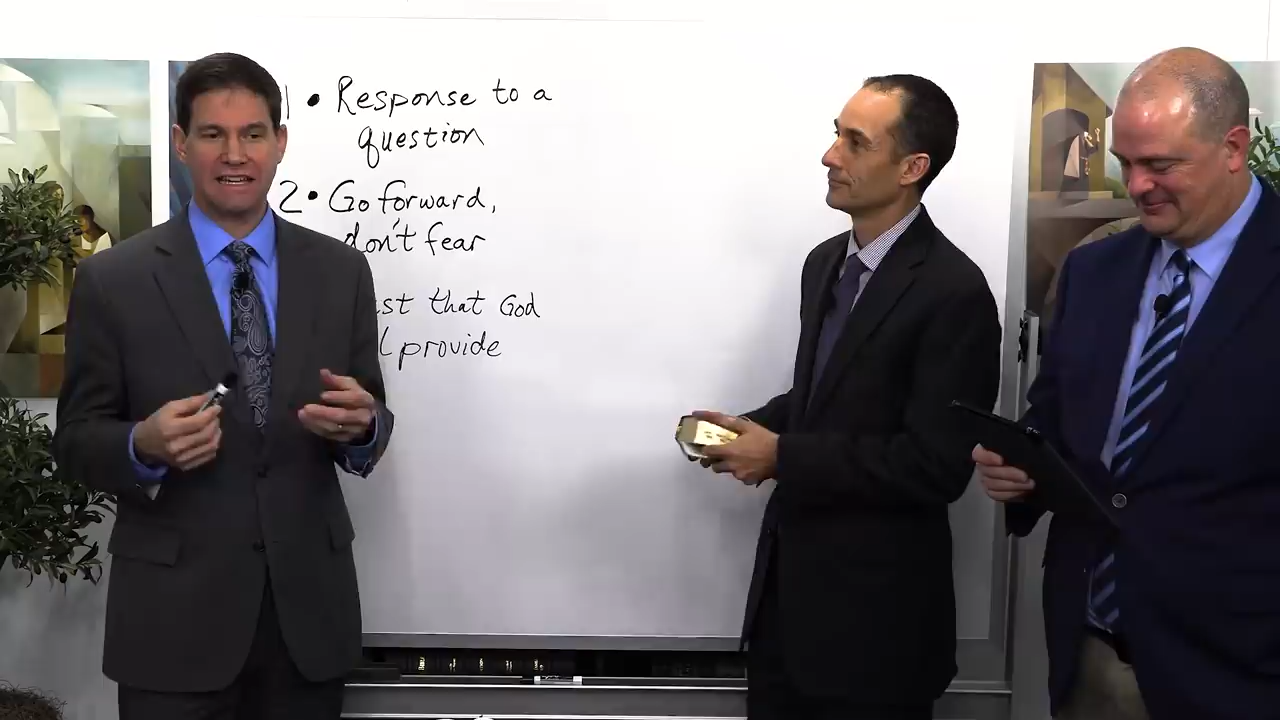 1 • Response to a
question
2 • Go forward,
don't fear
that God
provide